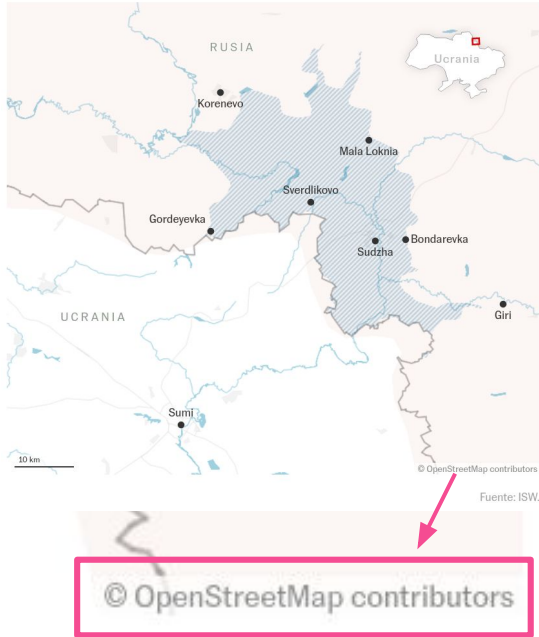 RUSIA
Ucrania
Korenevo
Mala Loknia
Sverdlikovo
Gordeyevka
Bondarevka
Sudzha
Giri
UCRANIA
Sumi
10 km
© OpenStreetMap contributors
Fuente: ISW.
© OpenStreetMap contributors